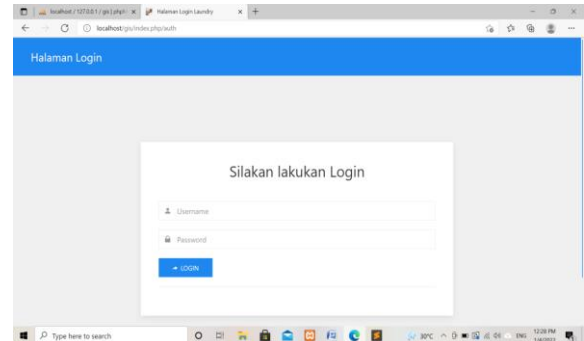 localhost / 127.0.0.1 / gis | php
Halaman Login Laundry
localhost/gis/index.php/auth
Halaman Login
Silakan lakukan Login
Username
Password
LOGIN
Type here to search
30°C
ENG
12:28 PM